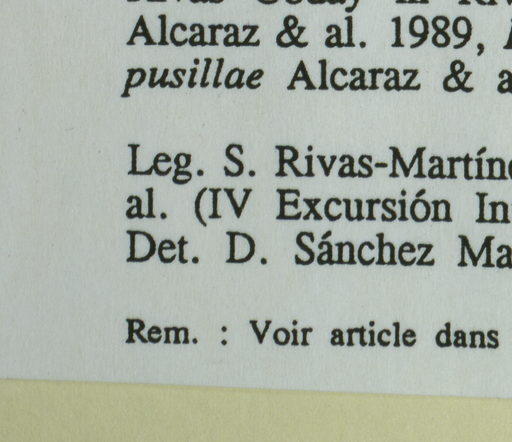 Alcaraz & al. 1989,
pusillae Alcaraz &
Leg. S. Rivas-Martín
al. (IV Excursión In
Det. D. Sánchez Ma
Rem. : Voir article dans